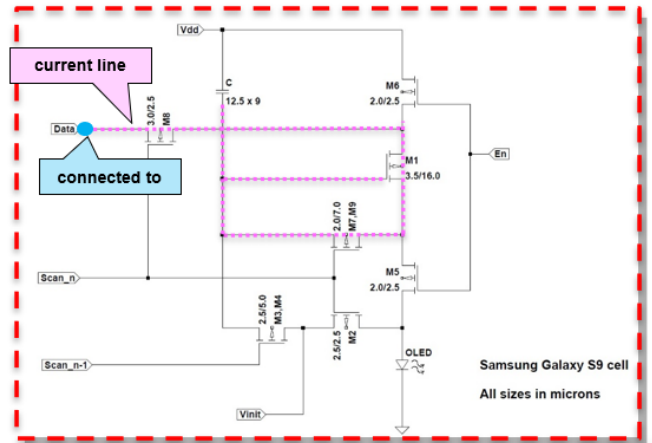 Vdd
current line
C
12.5 x 9
M6
2.0/2.5
3.0/2.5
M8
Data
M1
3.5/16.0
En
connected to
2.0/7.0
M7,M9
M5
2.0/2.5
Scan_n
2.5/5.0
M3,M4
2.5/2.5
M2
OLED
Scan_n-1
Samsung Galaxy S9 cell
All sizes in microns
Vinit